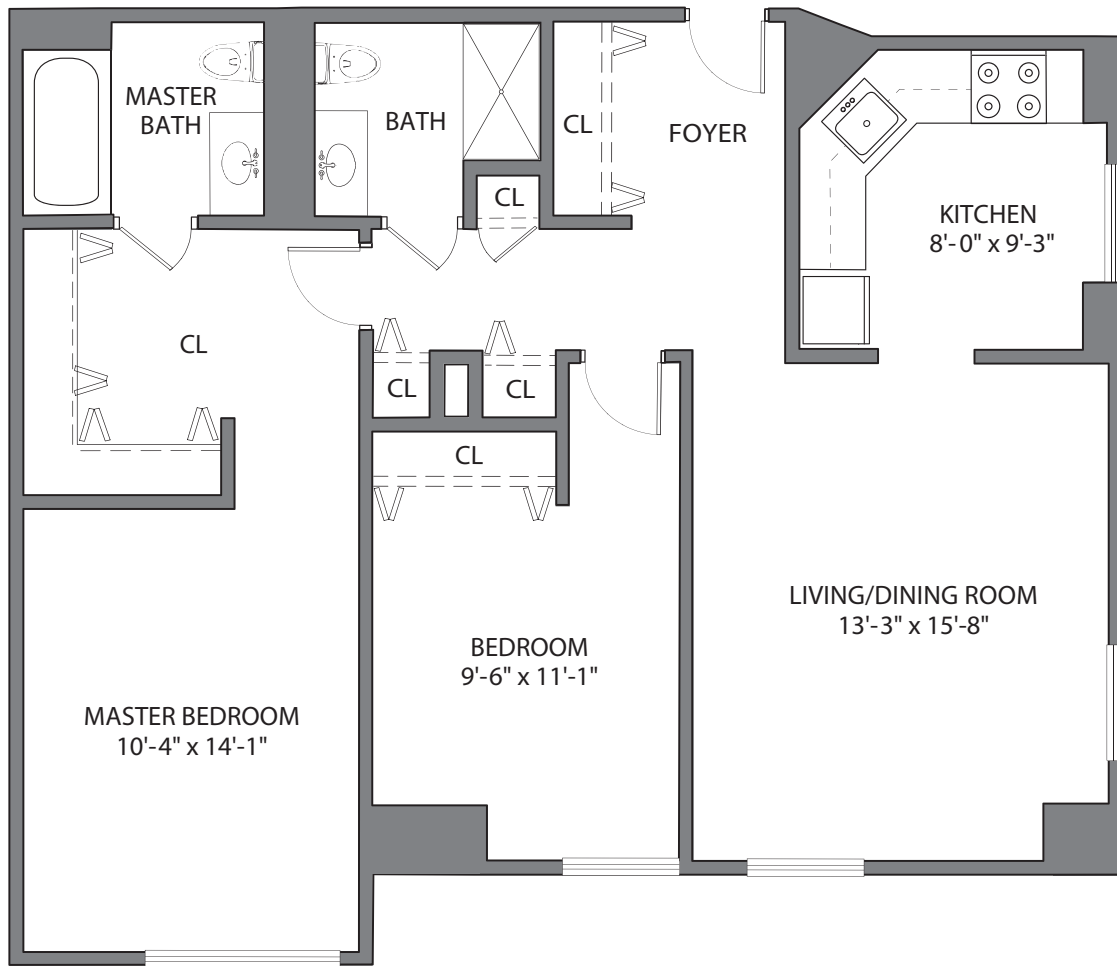 MASTER
BATH
BATH
CL
FOYER
CL
KITCHEN
8'-0" x 9'-3"
CL
CL
CL
CL
LIVING/DINING ROOM
13'-3" x 15'-8"
BEDROOM
9'-6" x 11'-1"
MASTER BEDROOM
10'-4" x 14'-1"